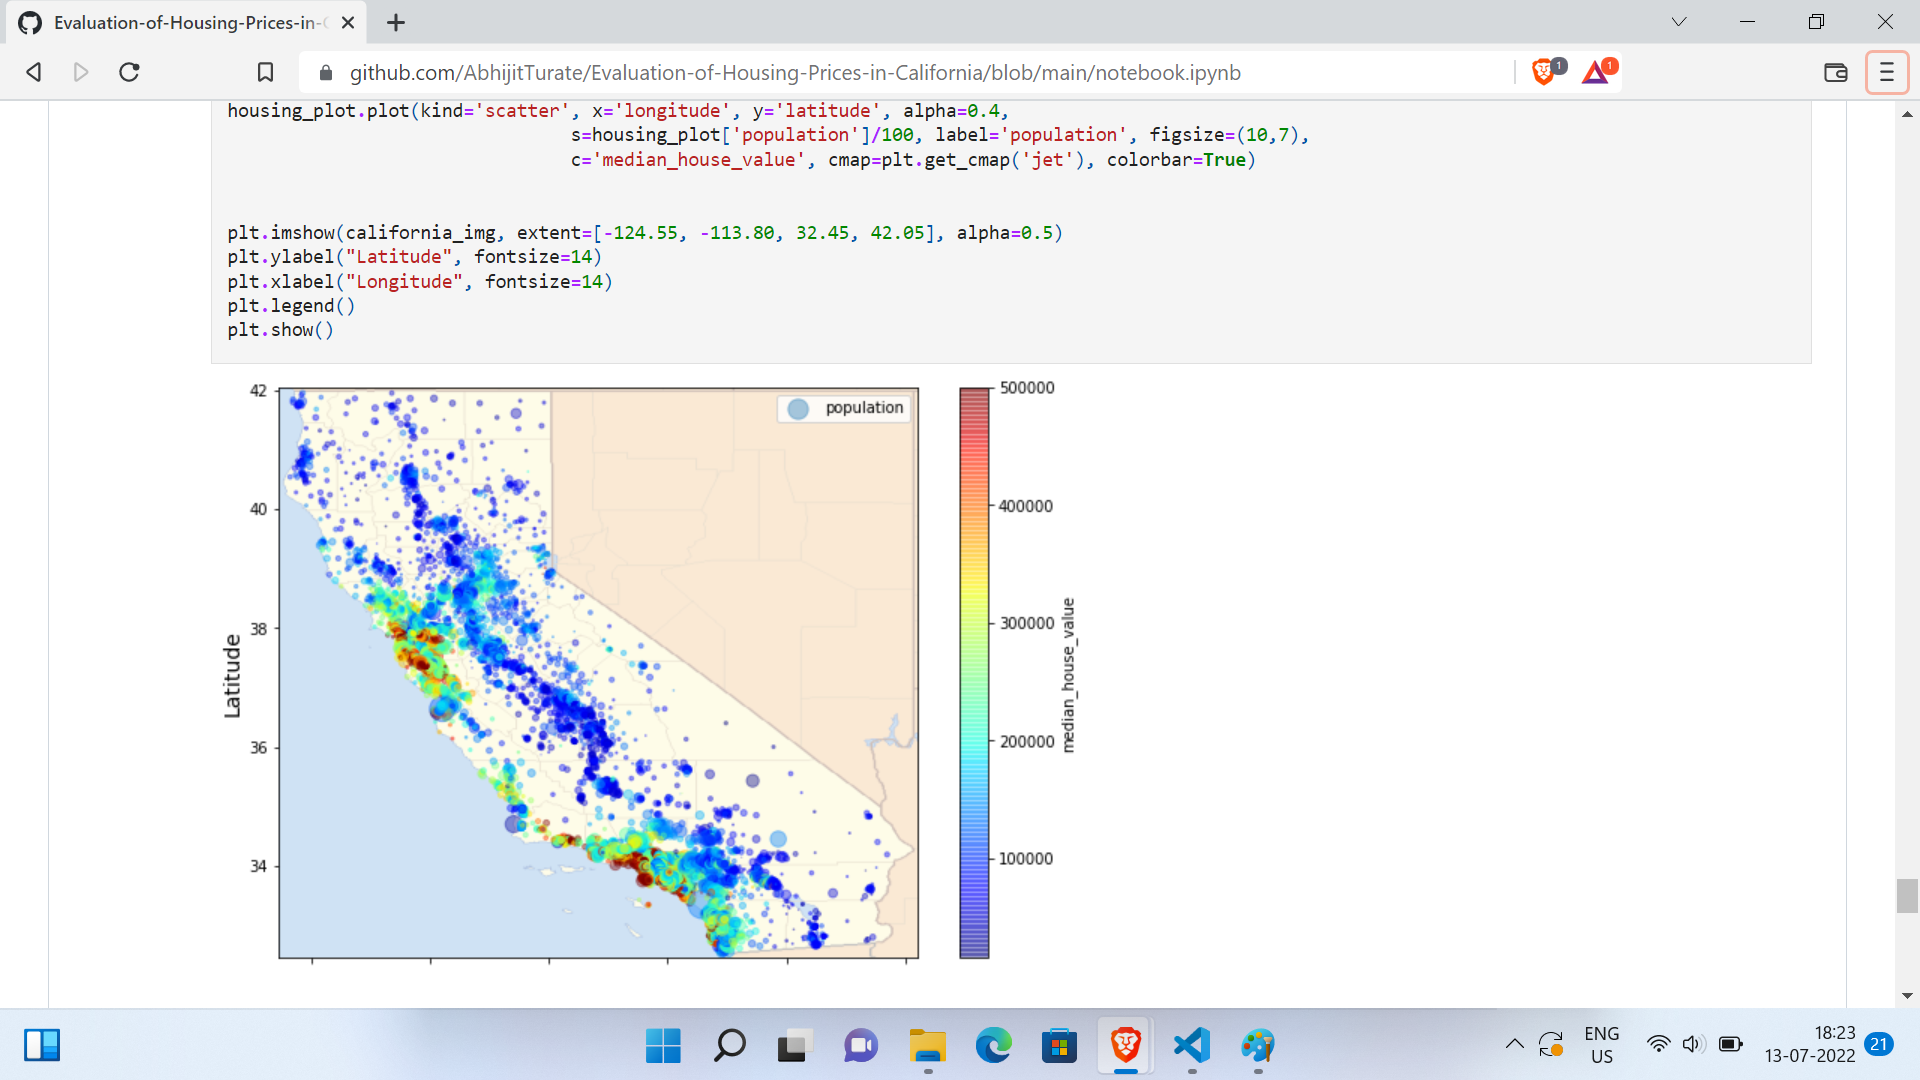 Evaluation-of-Housing-Prices-in-C
github.com/AbhijitTurate/Evaluation-of-Housing-Prices-in-California/blob/main/notebook.ipynb
1
1
housing_plot.plot(kind='scatter', x='longitude', y='latitude', alpha=0.4,
s=housing_plot['population']/100, label='population', figsize=(10,7),
c='median_house_value', cmap=plt.get_cmap('jet'), colorbar=True)
plt.imshow(california_img, extent=[-124.55, -113.80, 32.45, 42.05], alpha=0.5)
plt.ylabel("Latitude", fontsize=14)
plt.xlabel("Longitude", fontsize=14)
plt.legend()
plt.show()
42
40
38
36
34
Latitude
population
500000
400000
300000
200000
100000
median_house_value
ENG
US
18:23
13-07-2022
21